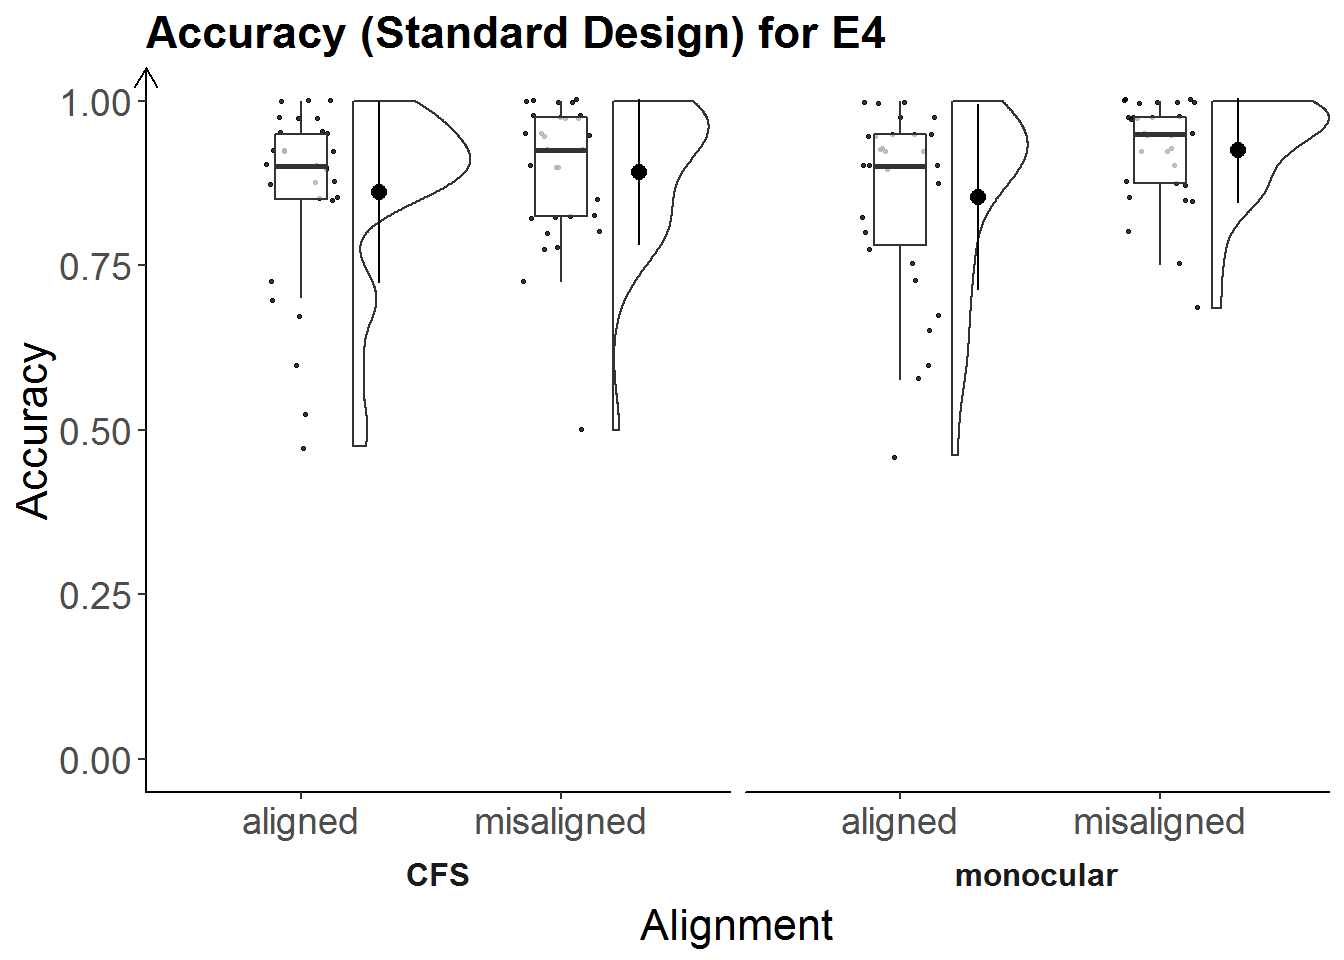 Accuracy (Standard Design) for E4
1.00
0.75
0.50
0.25
0.00
Accuracy
aligned misaligned aligned misaligned
CFS monocular
Alignment